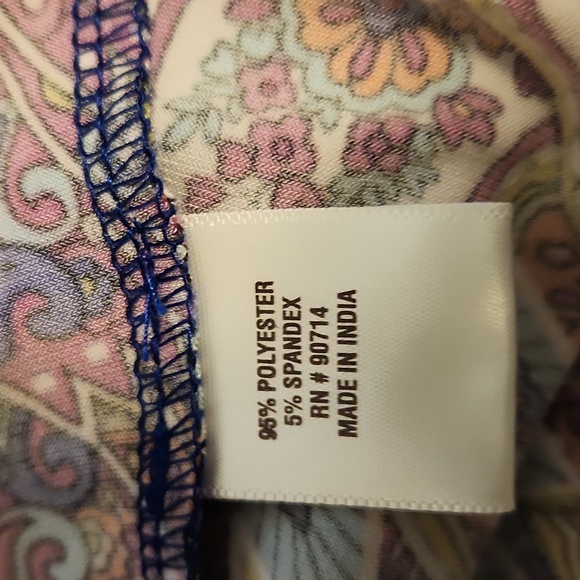 95% POLYESTER
5% SPANDEX
RN # 90714
MADE IN INDIA